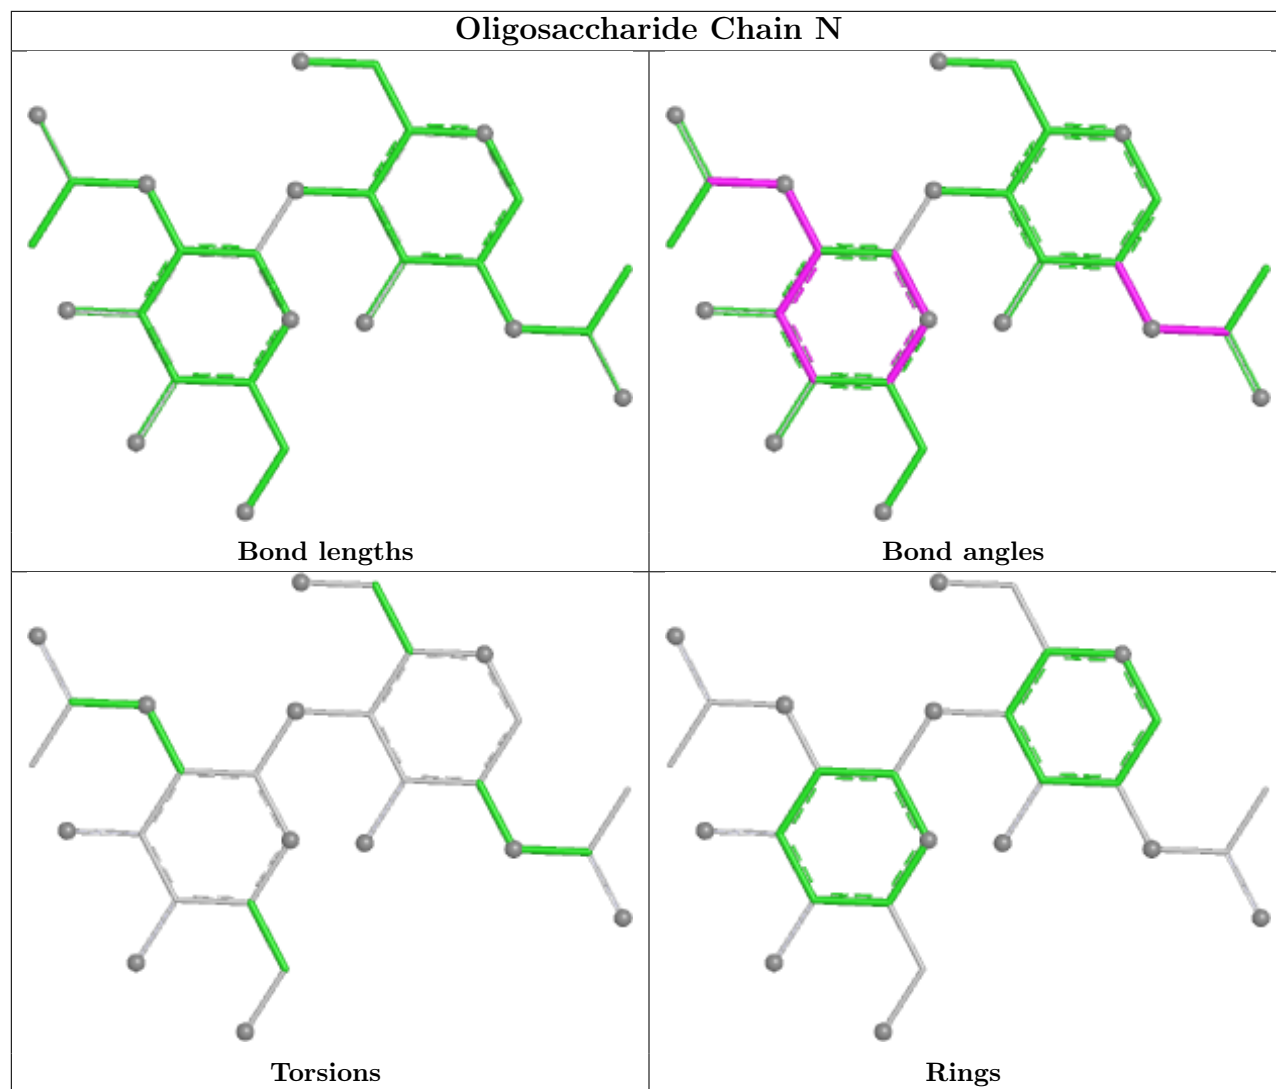 Oligosaccharide Chain N
Bond lengths
Bond angles
Torsions
Rings